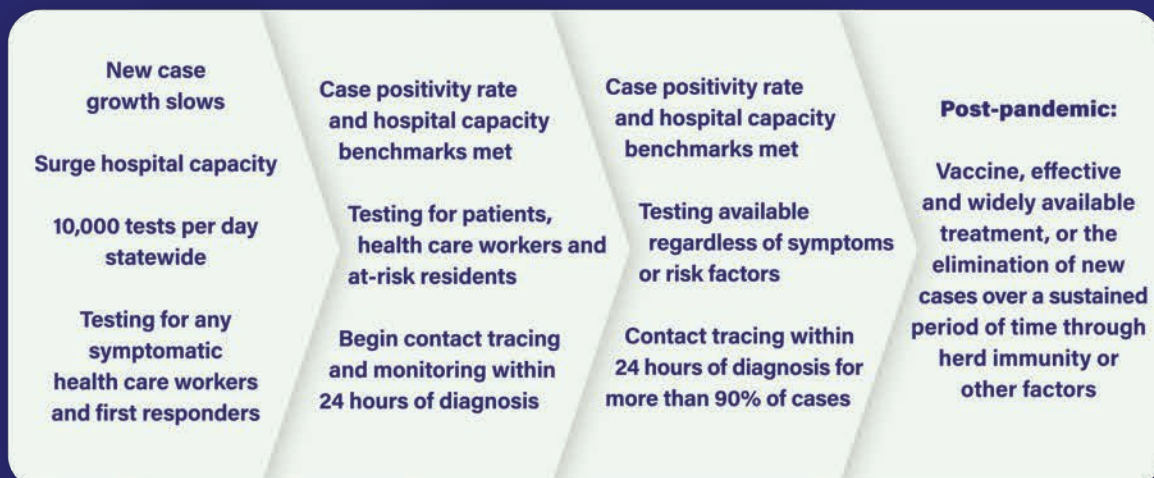 New case
growth slows
Surge hospital capacity
10,000 tests per day
statewide
Testing for any
symptomatic
health care workers
and first responders
Case positivity rate
and hospital capacity
benchmarks met
Testing for patients,
health care workers and
at-risk residents
Begin contact tracing
and monitoring within
24 hours of diagnosis
Case positivity rate
and hospital capacity
benchmarks met
Testing available
regardless of symptoms
or risk factors
Contact tracing within
24 hours of diagnosis for
more than 90% of cases
Post-pandemic:
Vaccine, effective
and widely available
treatment, or the
elimination of new
cases over a sustained
period of time through
herd immunity or
other factors